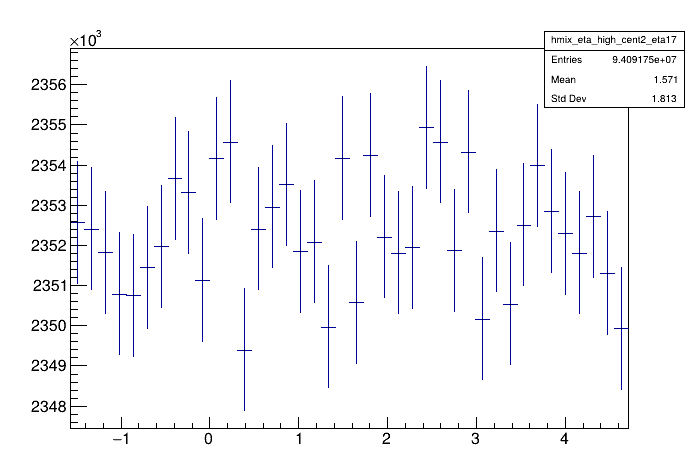 ×10³
hmix_eta_high_cent2_eta17
Entries 9.409175e+07
Mean 1.571
Std Dev 1.813
2356
2355
2354
2353
2352
2351
2350
2349
2348
−1 0 1 2 3 4